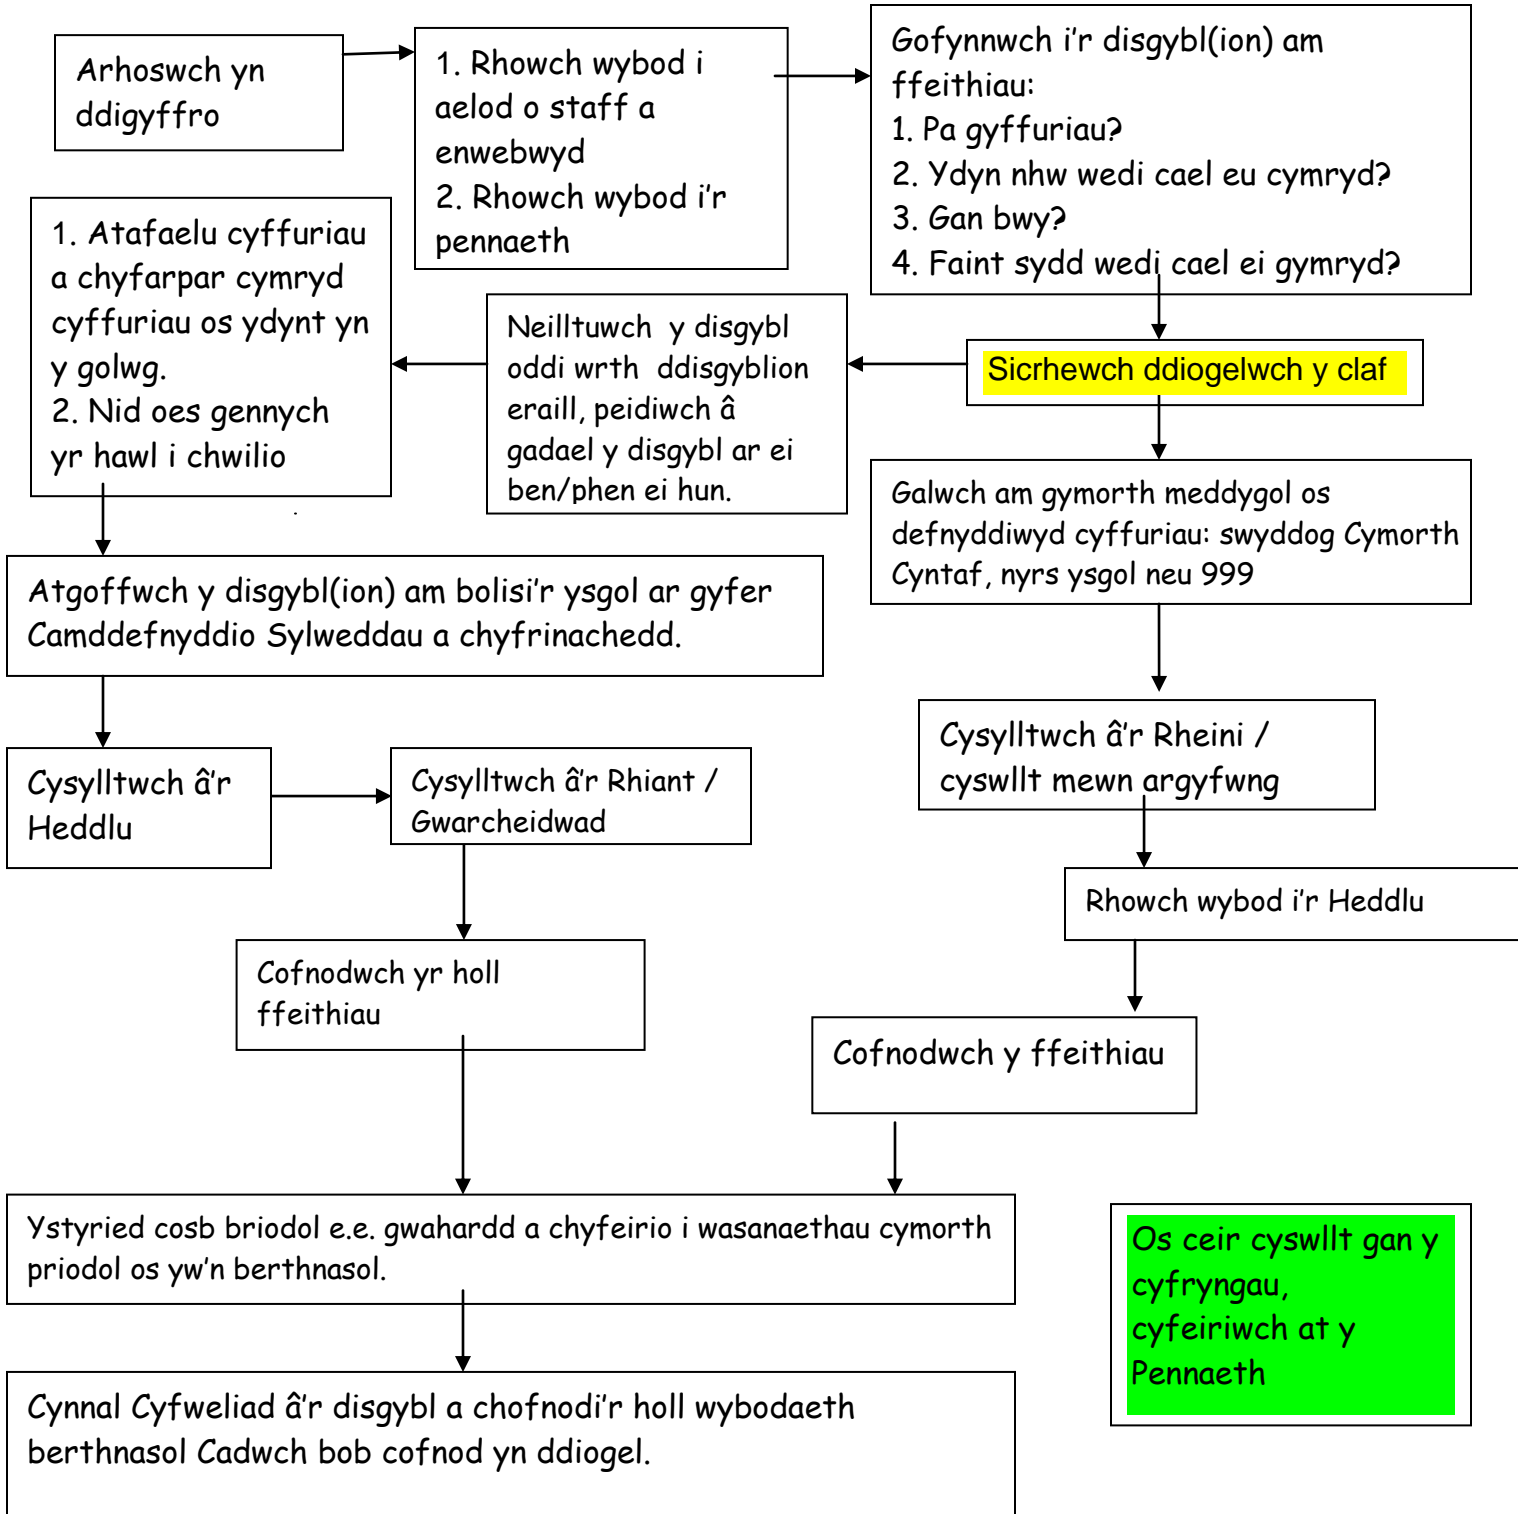 Arhoswch yn
ddigyffro
1. Rhowch wybod i
aelod o staff a
enwebwyd
2. Rhowch wybod i'r
pennaeth
Gofynnwch i'r disgybl(ion) am
ffeithiau:
1. Pa gyffuriau?
2. Ydyn nhw wedi cael eu cymryd?
3. Gan bwy?
4. Faint sydd wedi cael ei gymryd?
Sicrhewch ddiogelwch y claf
Neilltuwch y disgybl
oddi wrth ddisgyblion
eraill, peidiwch â
gadael y disgybl ar ei
ben/phen ei hun.
1. Atafaelu cyffuriau
a chyfarpar cymryd
cyffuriau os ydynt yn
y golwg.
2. Nid oes gennych
yr hawl i chwilio
Galwch am gymorth meddygol os
defnyddiwyd cyffuriau: swyddog Cymorth
Cyntaf, nyrs ysgol neu 999
Atgoffwch y disgybl(ion) am bolisi'r ysgol ar gyfer
Camddefnyddio Sylweddau a chyfrinachedd.
Cysylltwch â'r
Heddlu
Cysylltwch â'r Rhiant /
Gwarcheidwad
Cysylltwch â'r Rheini /
cyswllt mewn argyfwng
Rhowch wybod i'r Heddlu
Cofnodwch yr holl
ffeithiau
Cofnodwch y ffeithiau
Ystyried cosb briodol e.e. gwahardd a chyfeirio i wasanaethau cymorth
priodol os yw'n berthnasol.
Os ceir cyswllt gan y
cyfryngau,
cyfeiriwch at y
Pennaeth
Cynnal Cyfweliad â'r disgybl a chofnodi'r holl wybodaeth
berthnasol Cadwch bob cofnod yn ddiogel.